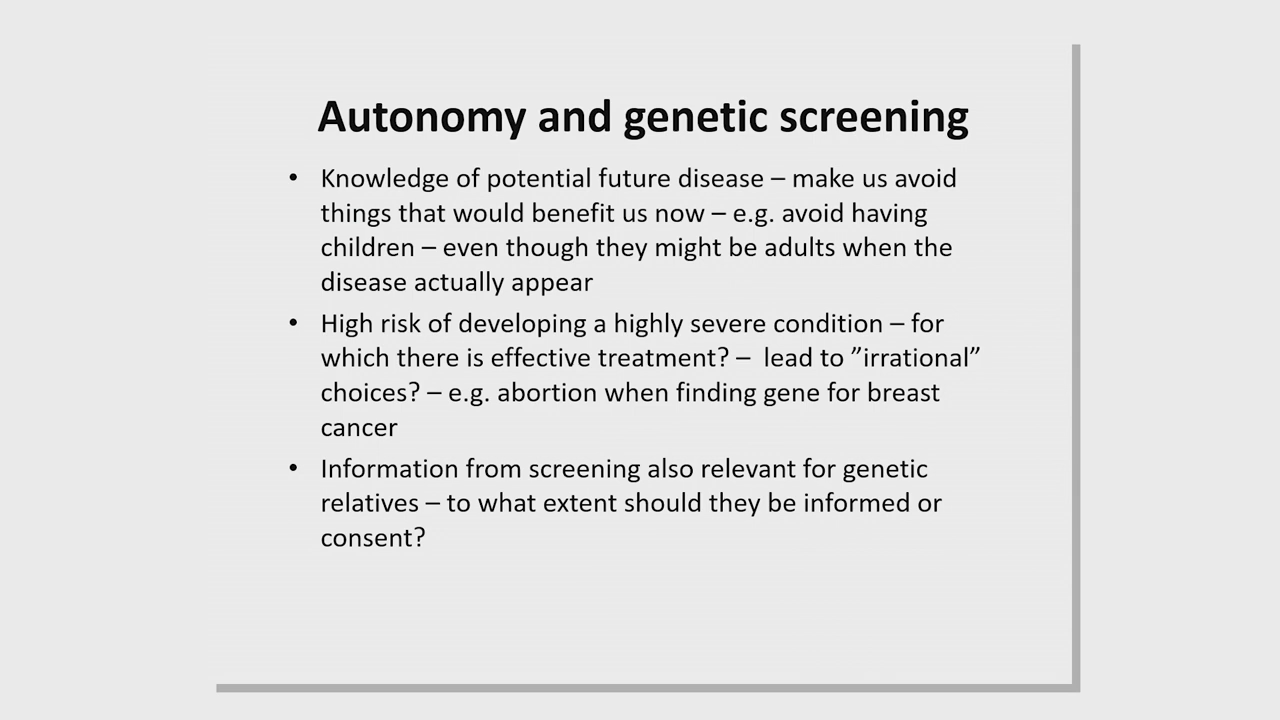 Autonomy and genetic screening
• Knowledge of potential future disease – make us avoid
things that would benefit us now – e.g. avoid having
children – even though they might be adults when the
disease actually appear
• High risk of developing a highly severe condition – for
which there is effective treatment? –  lead to ”irrational”
choices? – e.g. abortion when finding gene for breast
cancer
• Information from screening also relevant for genetic
relatives – to what extent should they be informed or
consent?